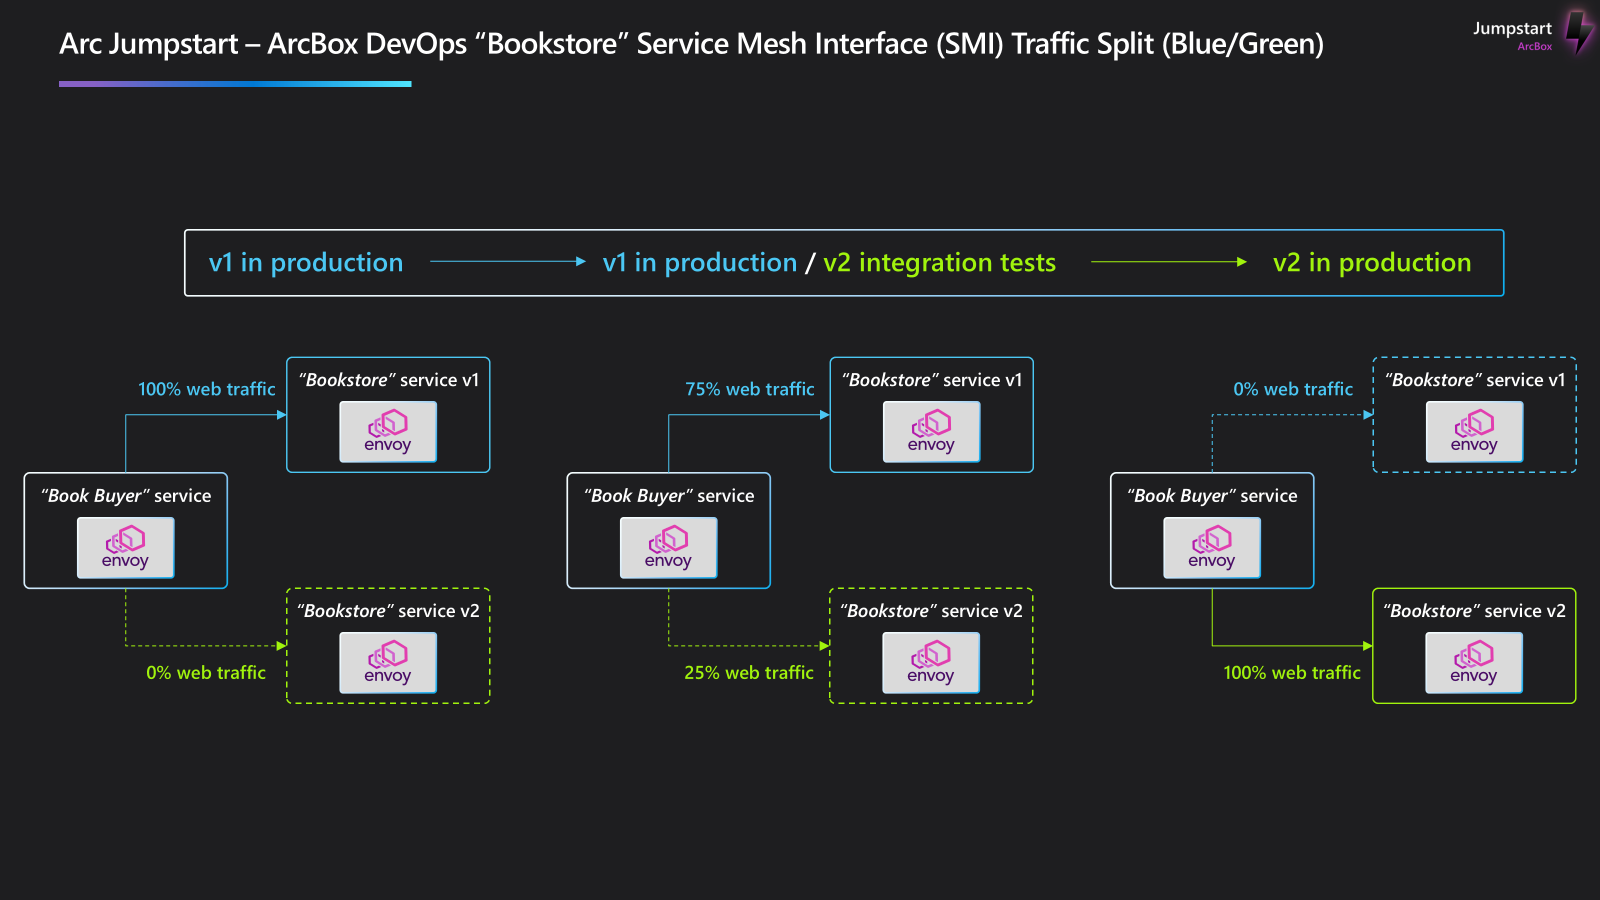 Arc Jumpstart – ArcBox DevOps “Bookstore” Service Mesh Interface (SMI) Traffic Split (Blue/Green)
Jumpstart
ArcBox
v1 in production
v1 in production / v2 integration tests
v2 in production
100% web traffic
“Bookstore” service v1
envoy
“Book Buyer” service
envoy
“Bookstore” service v2
envoy
0% web traffic
75% web traffic
“Bookstore” service v1
envoy
“Book Buyer” service
envoy
“Bookstore” service v2
envoy
25% web traffic
0% web traffic
“Bookstore” service v1
envoy
“Book Buyer” service
envoy
“Bookstore” service v2
envoy
100% web traffic